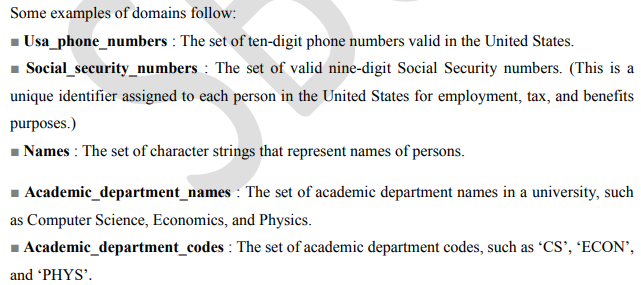 Some examples of domains follow:
■ Usa_phone_numbers : The set of ten-digit phone numbers valid in the United States.
■ Social_security_numbers : The set of valid nine-digit Social Security numbers. (This is a
unique identifier assigned to each person in the United States for employment, tax, and benefits
purposes.)
■ Names : The set of character strings that represent names of persons.
■ Academic_department_names : The set of academic department names in a university, such
as Computer Science, Economics, and Physics.
■ Academic_department_codes : The set of academic department codes, such as ‘CS’, ‘ECON’,
and ‘PHYS’.